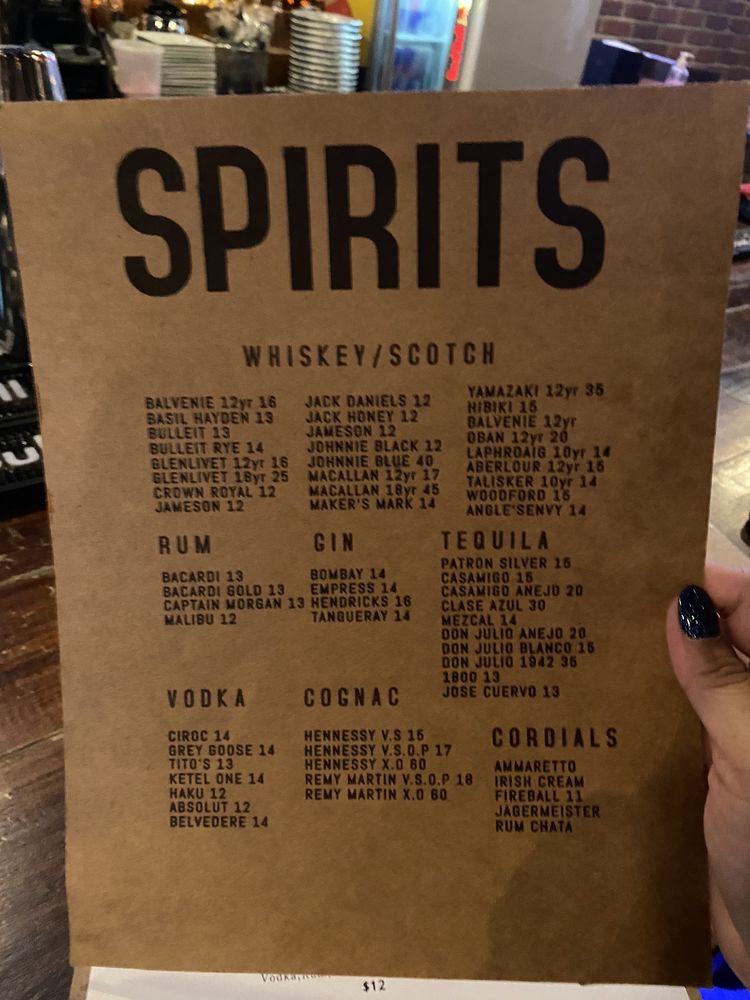 SPIRITS
WHISKEY/SCOTCH
BALVENIE 12yr 16
BASIL HAYDEN 13
BULLEIT 13
BULLEIT RYE 14
GLENLIVET 12yr 16
GLENLIVET 18yr 25
CROWN ROYAL 12
JAMESON 12
JACK DANIELS 12
JACK HONEY 12
JAMESON 12
JOHNNIE BLACK 12
JOHNNIE BLUE 40
MACALLAN 12yr 17
MACALLAN 18yr 45
MAKER'S MARK 14
YAMAZAKI 12yr 35
HIBIKI 15
BALVENIE 12yr
OBAN 12yr 20
LAPHROAIG 10yr 14
ABERLOUR 12yr 15
TALISKER 10yr 14
WOODFORD 15
ANGLE'SENVY 14
RUM
BACARDI 13
BACARDI GOLD 13
CAPTAIN MORGAN 13
MALIBU 12
GIN
BOMBAY 14
EMPRESS 14
HENDRICKS 16
TANGUERAY 14
TEQUILA
PATRON SILVER 15
CASAMIGO 15
CASAMIGO ANEJO 20
CLASE AZUL 30
MEZCAL 14
DON JULIO ANEJO 20
DON JULIO BLANCO 15
DON JULIO 1942 35
1800 13
JOSE CUERVO 13
VODKA
CIROC 14
GREY GOOSE 14
TITO'S 13
KETEL ONE 14
HAKU 12
ABSOLUT 12
BELVEDERE 14
COGNAC
HENNESSY V.S 15
HENNESSY V.S.O.P 17
HENNESSY X.O 60
REMY MARTIN V.S.O.P 18
REMY MARTIN X.O 60
CORDIALS
AMMARETTO
IRISH CREAM
FIREBALL 11
JAGERMEISTER
RUM CHATA
Vodka,
$12